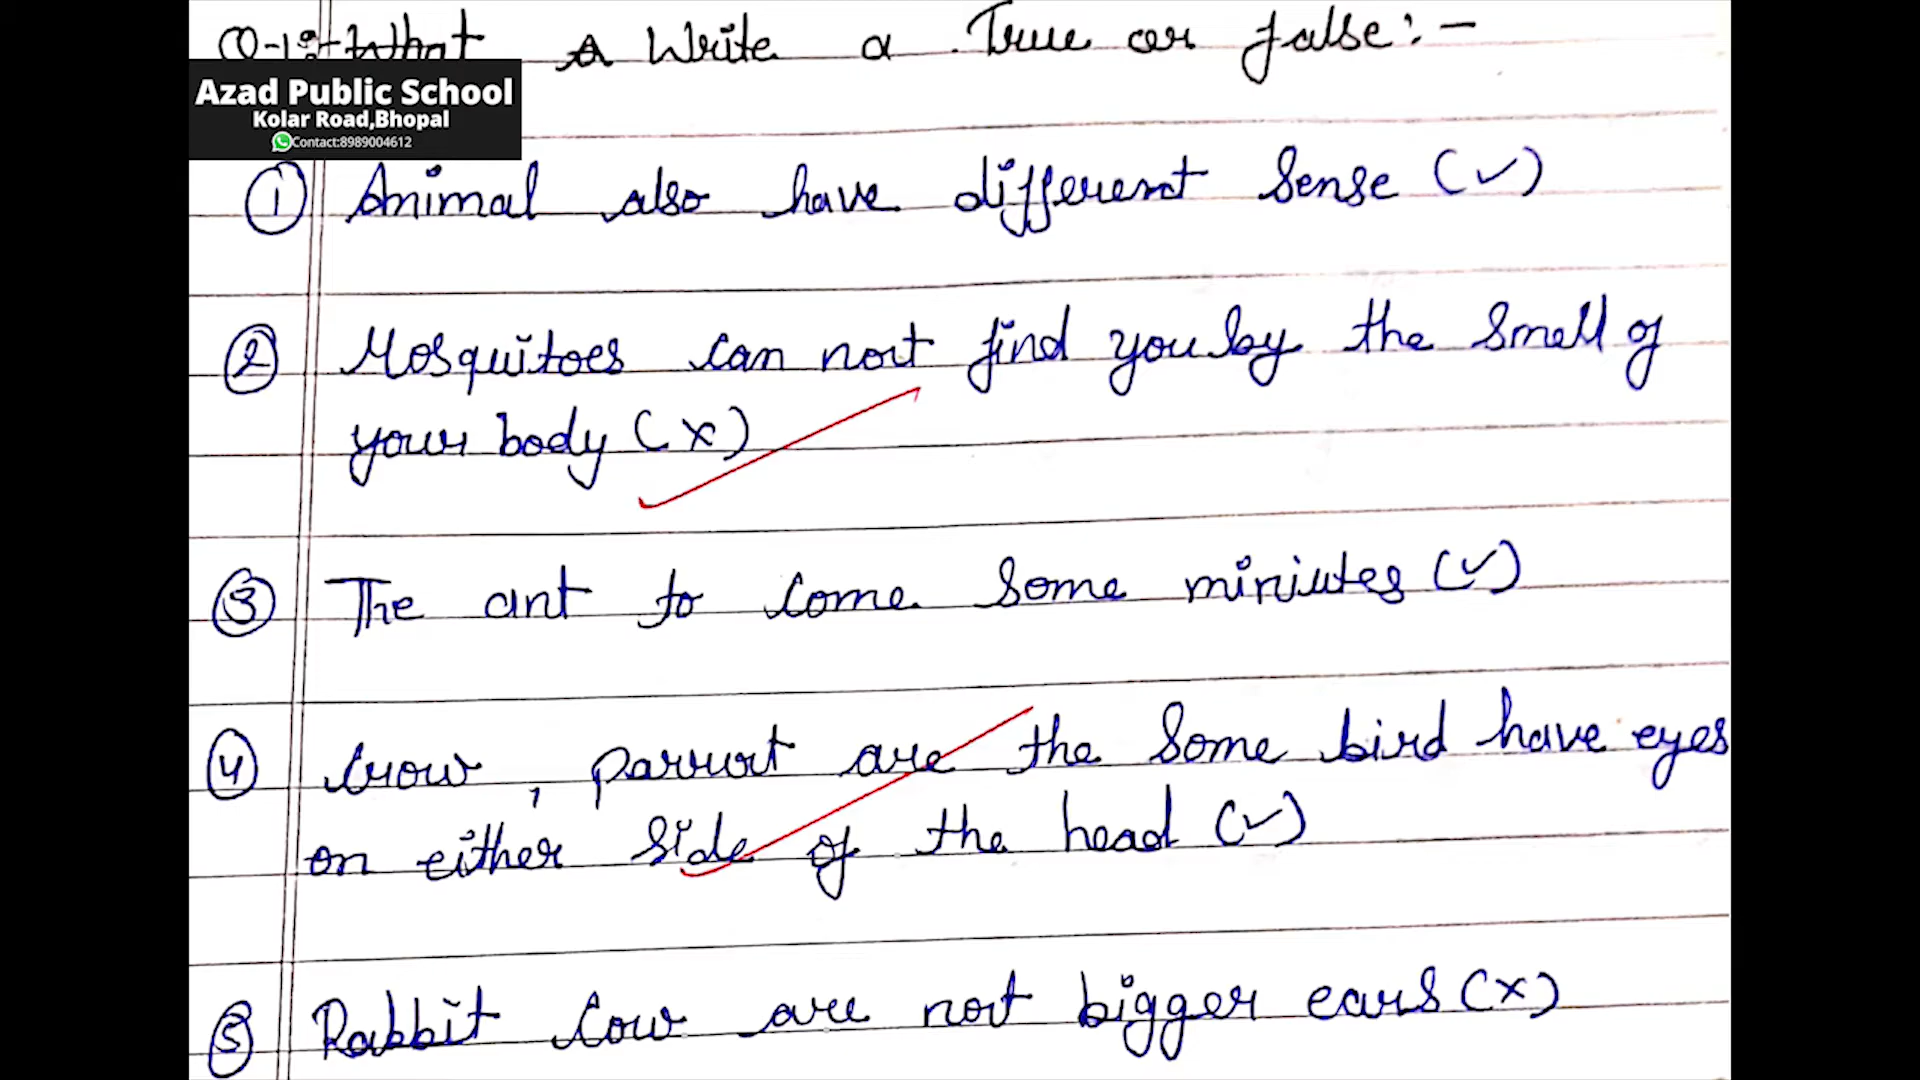 Q-1:- What A Write a True or false:-
Azad Public School
Kolar Road,Bhopal
Contact:8989004612
① Animal also have different sense (✓)
② Mosquitoes can not find you by the smell of
your body (×)
③ The ant to come some miniutes (✓)
④ Crow, parrot are the some bird have eyes
on either side of the head (✓)
⑤ Rabbit cow are not bigger ears (×)